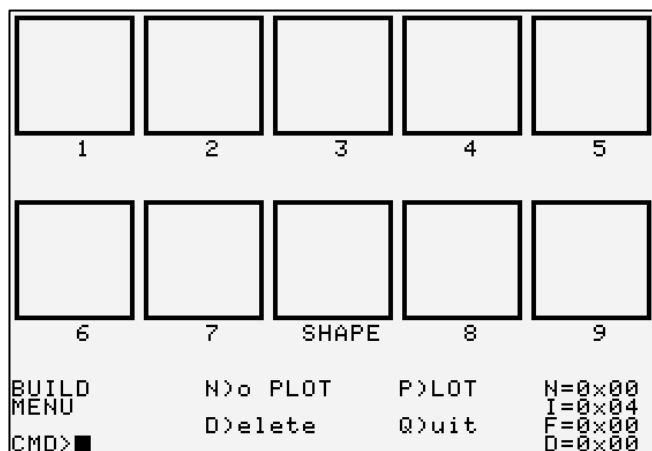 1 2 3 4 5
6 7 SHAPE 8 9
BUILD N)o PLOT P)LOT N=0x00
MENU I=0x04
D)elete Q)uit F=0x00
CMD> D=0x00